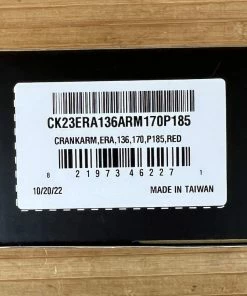 CK23ERA136ARM170P185
CRANKARM,ERA,136,170,P185,RED
8 21973 46227 1
10/20/22 MADE IN TAIWAN